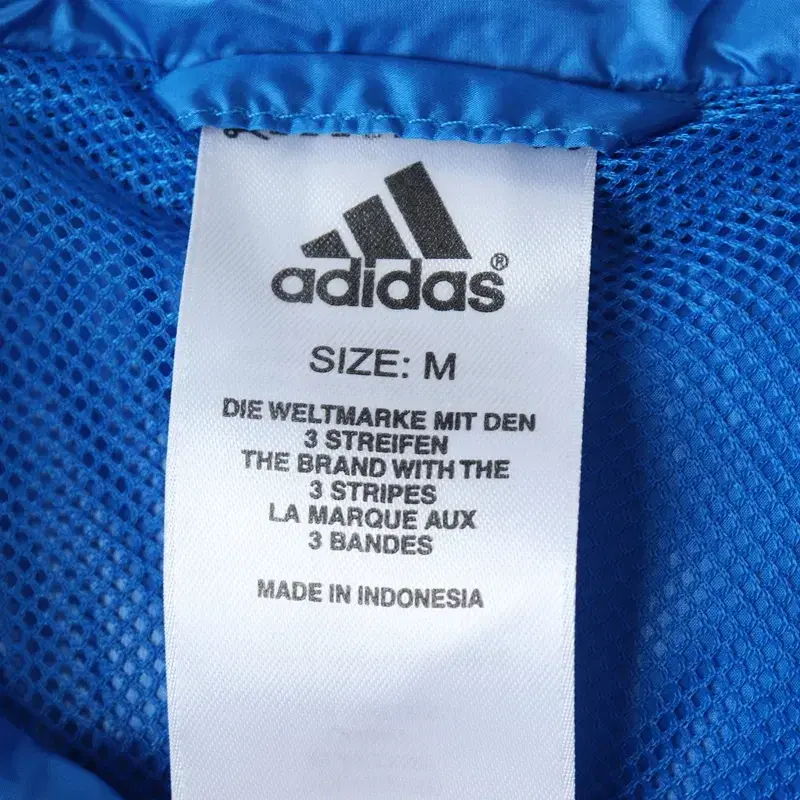 adidas®
SIZE: M
DIE WELTMARKE MIT DEN
3 STREIFEN
THE BRAND WITH THE
3 STRIPES
LA MARQUE AUX
3 BANDES
MADE IN INDONESIA